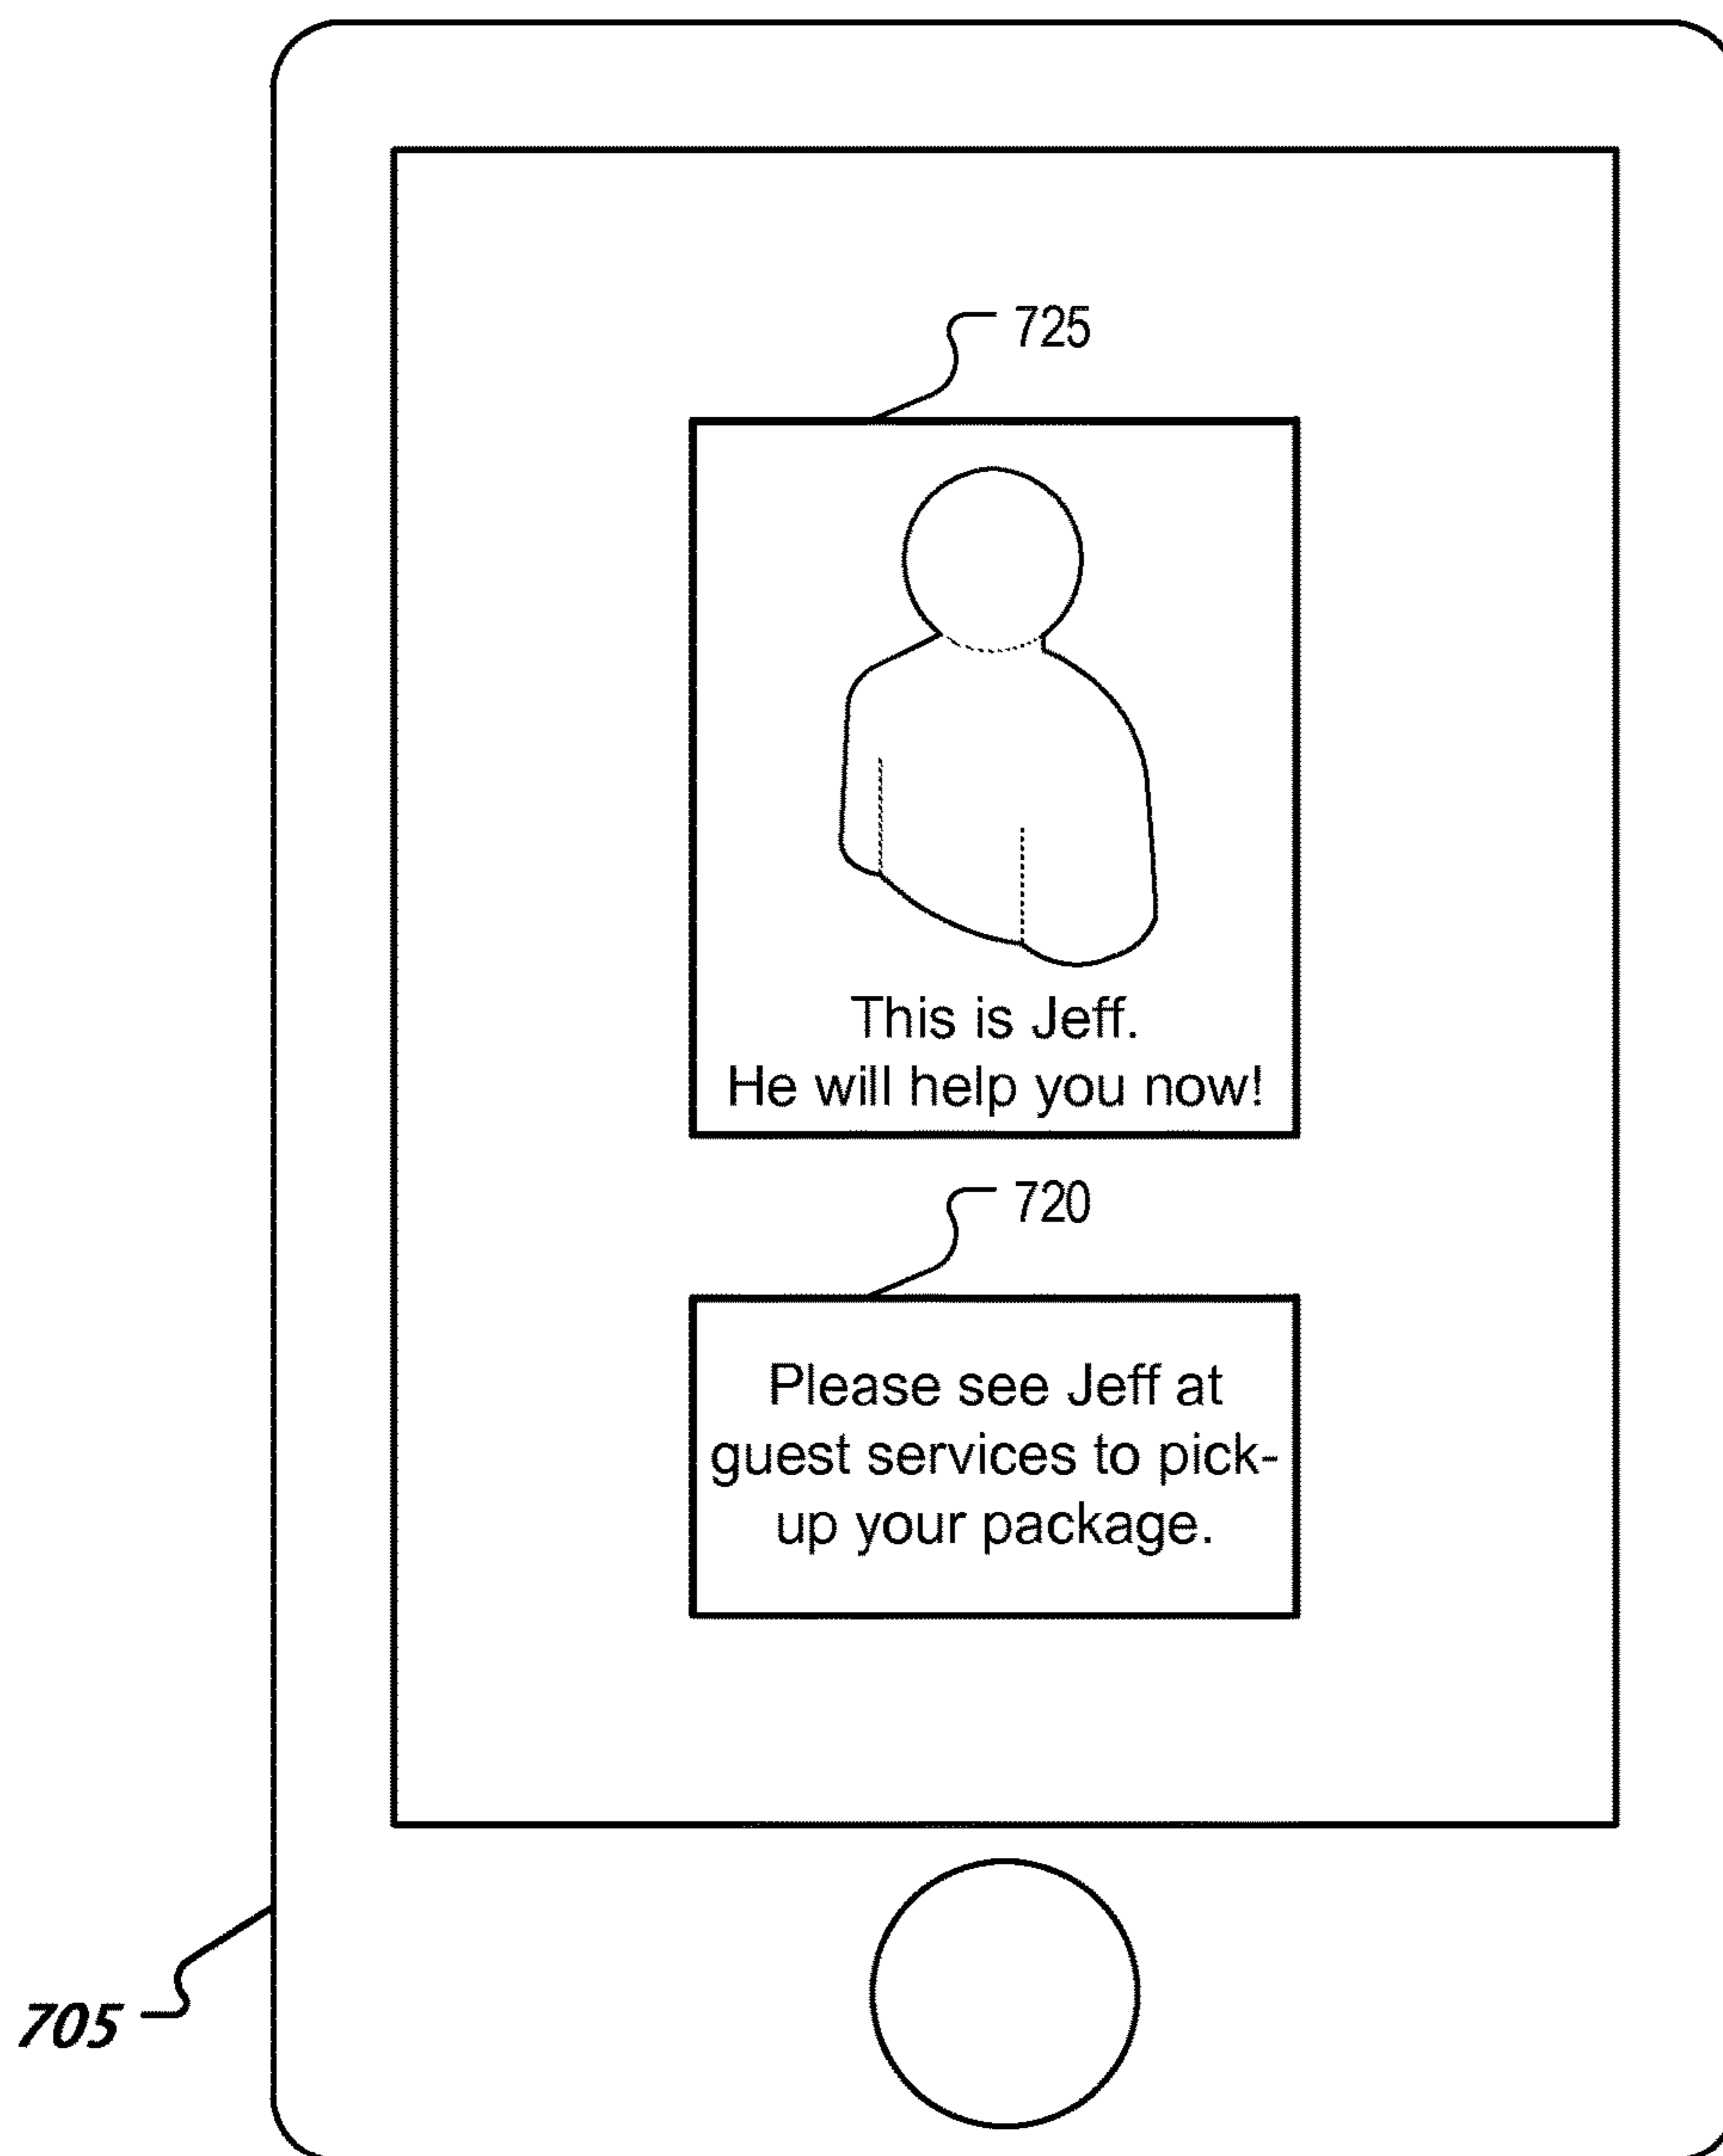 725
This is Jeff.
He will help you now!
720
Please see Jeff at
guest services to pick-
up your package.
705